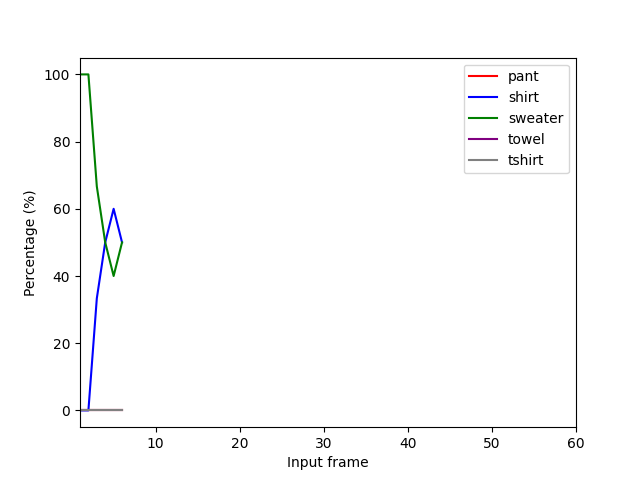 100
80
60
40
20
0
Percentage (%)
10 20 30 40 50 60
Input frame
pant
shirt
sweater
towel
tshirt